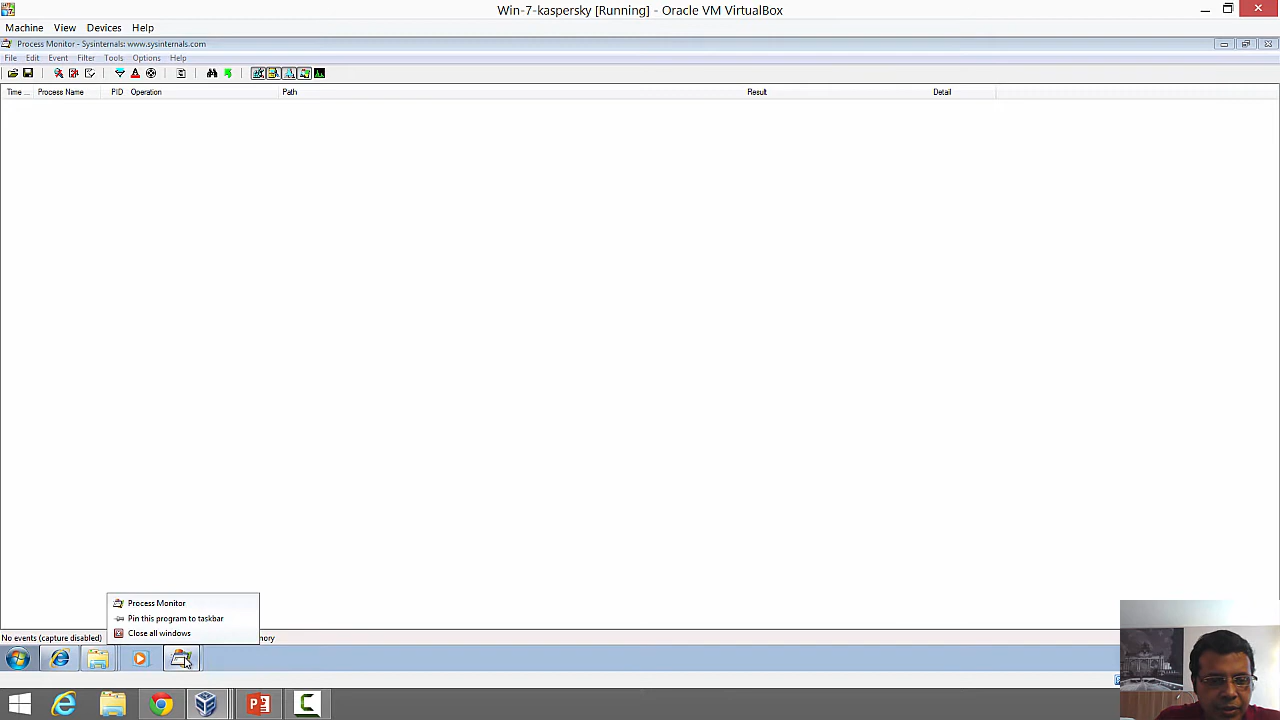 Win-7-kaspersky [Running] - Oracle VM VirtualBox
Machine View Devices Help
Process Monitor - Sysinternals: www.sysinternals.com
File Edit Event Filter Tools Options Help
Time ... Process Name PID Operation Path Result Detail
Process Monitor
Pin this program to taskbar
Close all windows
No events (capture disabled) mory